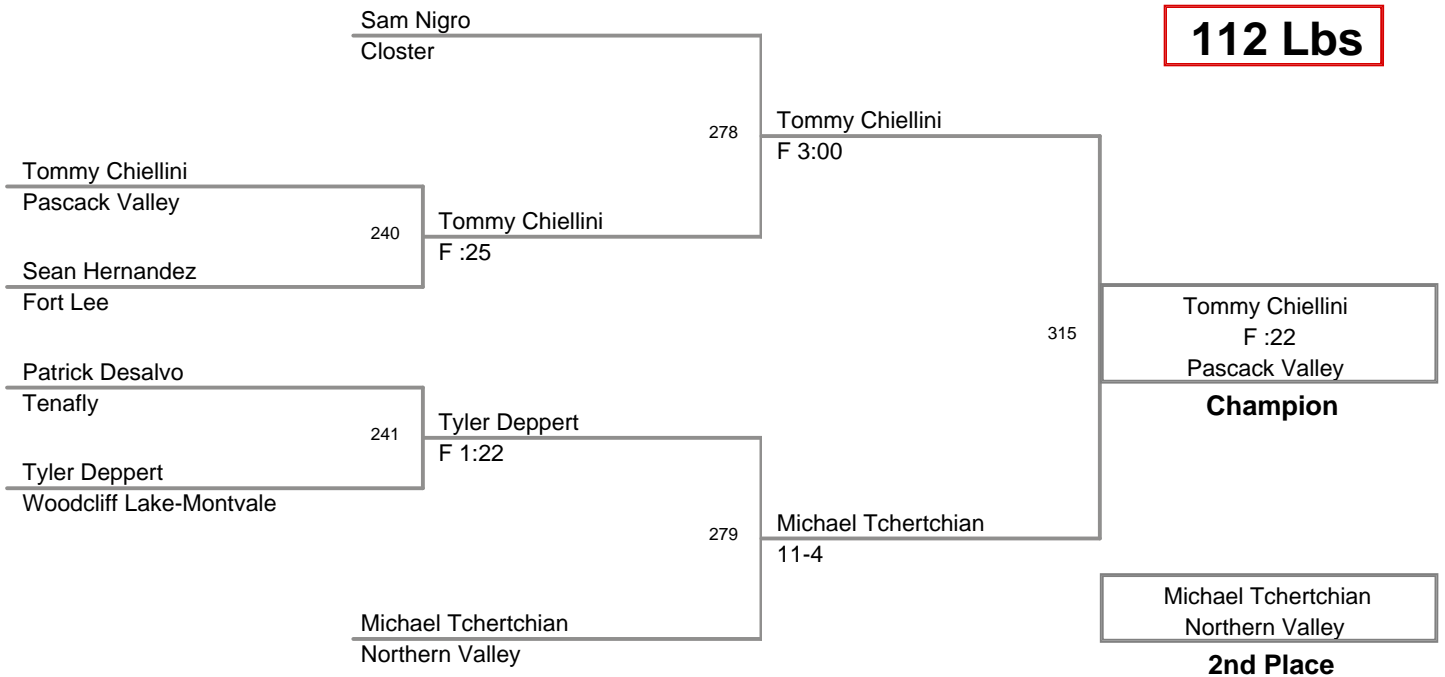 Sam Nigro
Closter
112 Lbs
278
Tommy Chiellini
F 3:00
Tommy Chiellini
Pascack Valley
240
Tommy Chiellini
F :25
Sean Hernandez
Fort Lee
315
Tommy Chiellini
F :22
Pascack Valley
Champion
Patrick Desalvo
Tenafly
241
Tyler Deppert
F 1:22
Tyler Deppert
Woodcliff Lake-Montvale
279
Michael Tchertchian
11-4
Michael Tchertchian
Northern Valley
Michael Tchertchian
Northern Valley
2nd Place